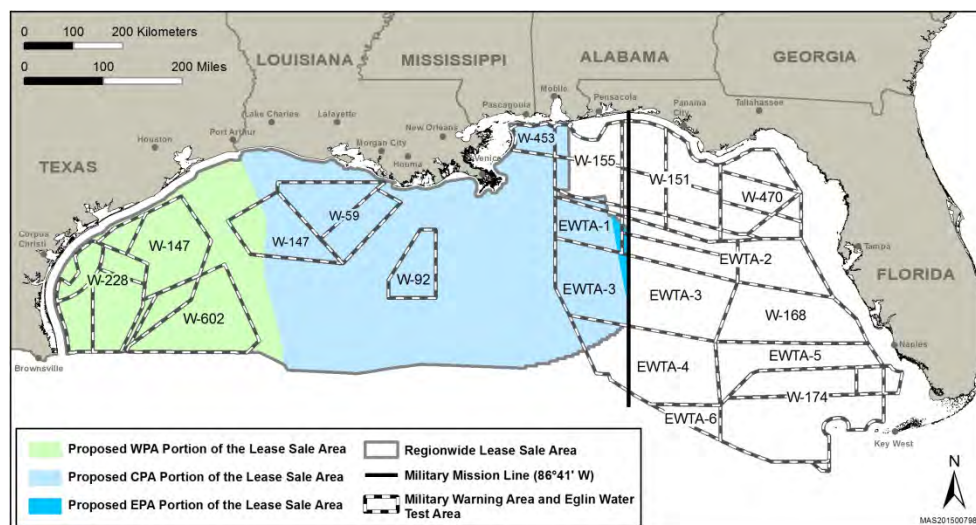 0 100 200 Kilometers
0 100 200 Miles
LOUISIANA
MISSISSIPPI
ALABAMA
GEORGIA
TEXAS
FLORIDA
Houston
Port Arthur
Lake Charles
Lafayette
Morgan City
Houma
New Orleans
Venice
Pascagoula
Mobile
Pensacola
Panama
City
Tallahassee
Corpus
Christi
Brownsville
Tampa
Naples
Key West
W-147
W-228
W-602
W-147
W-59
W-92
W-453
W-155
W-151
W-470
EWTA-1
EWTA-2
EWTA-3
EWTA-3
W-168
EWTA-4
EWTA-5
W-174
EWTA-6
Proposed WPA Portion of the Lease Sale Area
Proposed CPA Portion of the Lease Sale Area
Proposed EPA Portion of the Lease Sale Area
Regionwide Lease Sale Area
Military Mission Line (86°41' W)
Military Warning Area and Eglin Water
Test Area
N
MAS201500798